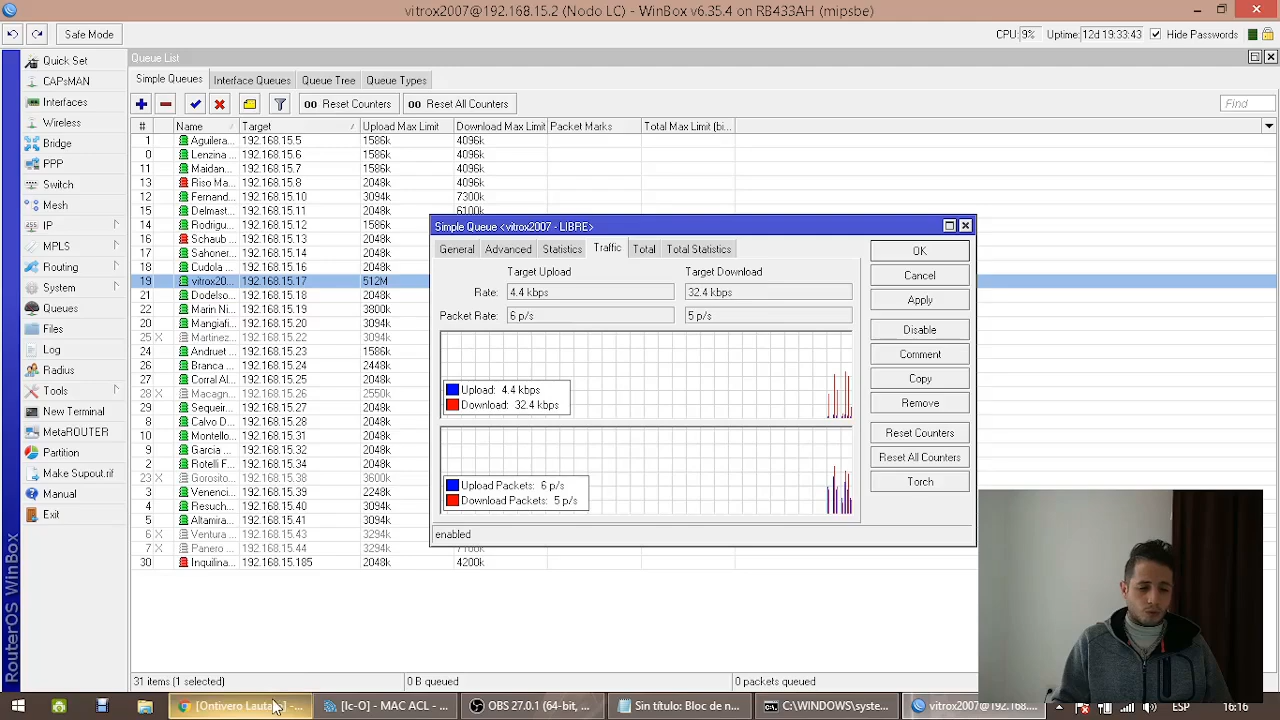 vitrox2007@192.168.15.2 (Nodo LC) - WinBox v6.35.4 on RB433AH (mipsbe)
Safe Mode CPU: 9% Uptime: 12d 19:33:43 Hide Passwords
Quick Set
CAPsMAN
Interfaces
Wireless
Bridge
PPP
Switch
Mesh
IP
MPLS
Routing
System
Queues
Files
Log
Radius
Tools
New Terminal
MetaROUTER
Partition
Make Supout.rif
Manual
Exit
RouterOS WinBox
Queue List
Simple Queues Interface Queues Queue Tree Queue Types
00 Reset Counters 00 Reset All Counters Find
# Name Target Upload Max Limit Download Max Limit Packet Marks Total Max Limit (bi...
1 Aguilera... 192.168.15.5 1586k 4096k
0 Lenzina ... 192.168.15.6 1586k 4096k
11 Maidan... 192.168.15.7 1586k 4096k
13 Riso Ma... 2048k 4096k
12 Fernand... 192.168.15.10 3094k 7300k
15 Delmast... 192.168.15.11 2048k 6100k
14 Rodrigu... 192.168.15.12 1586k
16 Schaub ... 192.168.15.13 2048k
17 Sahoner... 192.168.15.14 2048k
18 Cudola ... 192.168.15.16 2048k
19 vitrox20... 192.168.15.17 512M
21 Dodelso... 192.168.15.18 2048k
22 Marin Ni... 192.168.15.19 3800k
20 Mangiafi... 192.168.15.20 3094k
25 X Martinez... 192.168.15.22 3094k
24 Andruet ... 192.168.15.23 1586k
26 Branca ... 192.168.15.24 2448k
27 Corral Al... 192.168.15.25 2048k
28 X Macagn... 192.168.15.26 2550k
29 Sequeir... 192.168.15.27 2048k
8 Calvo D... 192.168.15.30 2048k
10 Montello... 192.168.15.31 2048k
9 Garcia ... 192.168.15.32 2048k
2 Rotelli F... 192.168.15.34 2048k
23 X Gorosito... 192.168.15.38 3600k
3 Venenci... 192.168.15.39 2248k
4 Resuch... 192.168.15.40 3094k
5 Altamira... 192.168.15.41 3094k
6 X Ventura ... 192.168.15.43 3294k
7 X Panero ... 192.168.15.44 3294k 7100k
30 Inquilina... 192.168.15.185 2048k 4200k
31 items (1 selected) 0 B queued 0 packets queued
Simple Queue <vitrox2007 - LIBRE>
General Advanced Statistics Traffic Total Total Statistics
Target Upload Target Download
Rate: 4.4 kbps 32.4 kbps
Packet Rate: 6 p/s 5 p/s
Upload: 4.4 kbps
Download: 32.4 kbps
Upload Packets: 6 p/s
Download Packets: 5 p/s
enabled
OK
Cancel
Apply
Disable
Comment
Copy
Remove
Reset Counters
Reset All Counters
Torch
[Ontivero Lauta... -... [lc-O] - MAC ACL - ... OBS 27.0.1 (64-bit, ... Sin título: Bloc de n... C:\WINDOWS\syste... vitrox2007@192.168.... 16:16